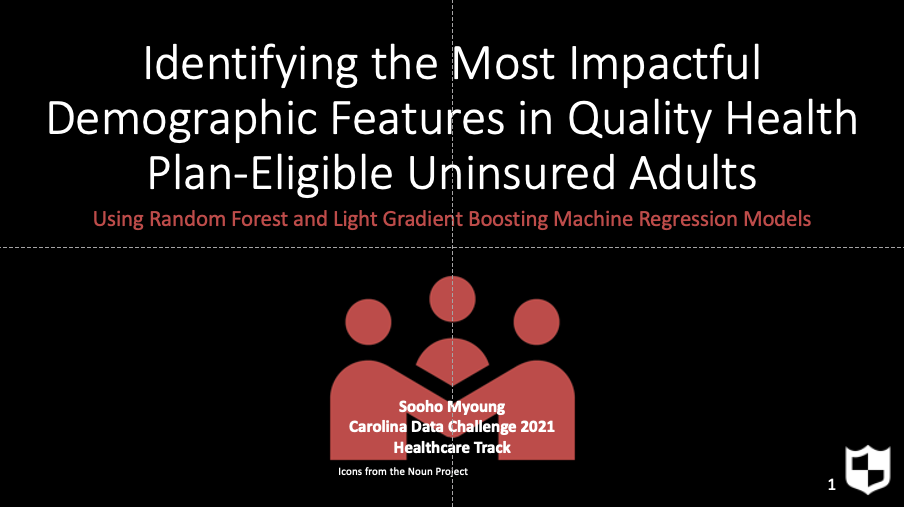 Identifying the Most Impactful
Demographic Features in Quality Health
Plan-Eligible Uninsured Adults
Using Random Forest and Light Gradient Boosting Machine Regression Models
Sooho Myoung
Carolina Data Challenge 2021
Healthcare Track
Icons from the Noun Project
1